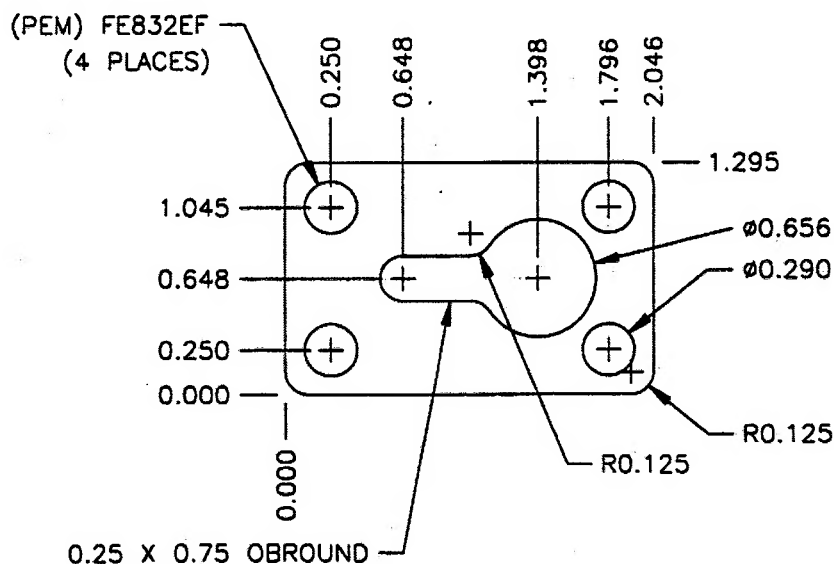 (PEM) FE832EF
(4 PLACES)
0.250
0.648
1.398
1.796
2.046
1.295
1.045
0.648
0.250
0.000
0.000
ø0.656
ø0.290
R0.125
R0.125
0.25 X 0.75 OBROUND